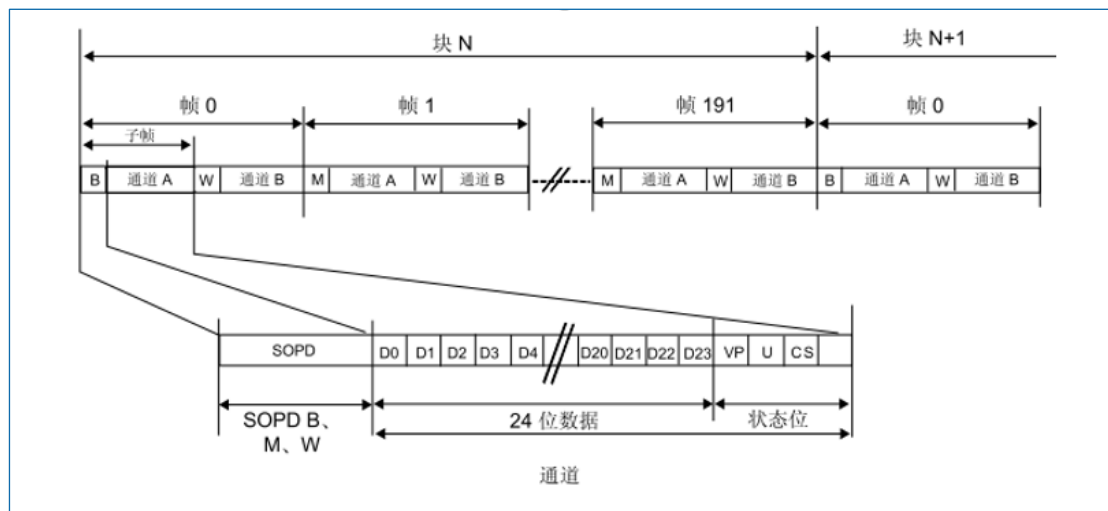 块 N
块 N+1
帧 0
帧 1
帧 191
帧 0
子帧
B 通道 A W 通道 B M 通道 A W 通道 B M 通道 A W 通道 B B 通道 A W 通道 B
SOPD D0 D1 D2 D3 D4 D20 D21 D22 D23 VP U CS
SOPD B、
M、W
24 位数据
状态位
通道